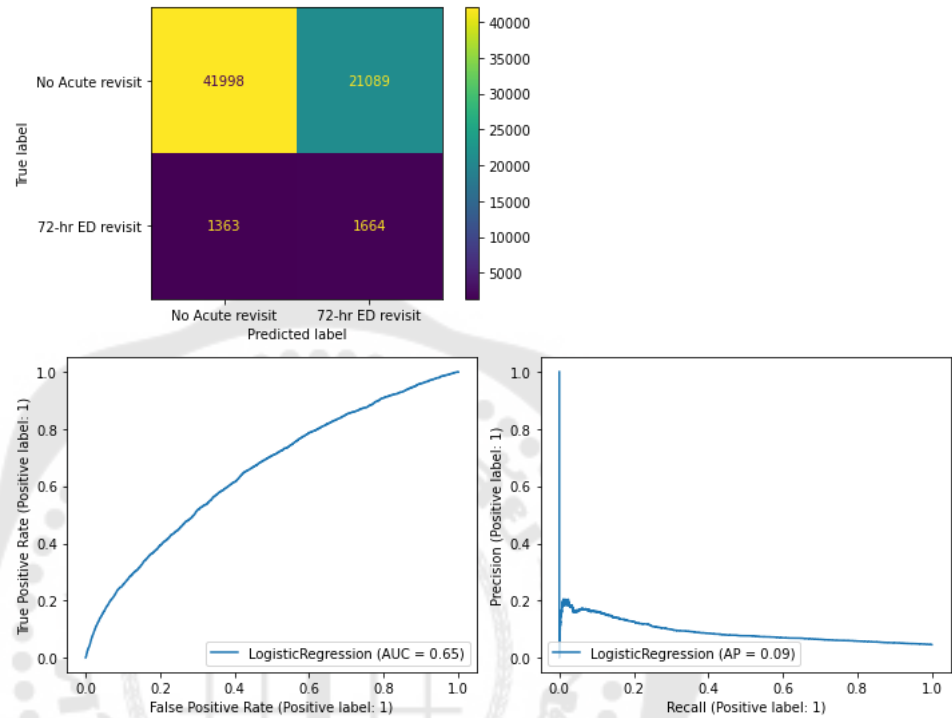 40000
35000
30000
25000
20000
15000
10000
5000
True label
No Acute revisit
72-hr ED revisit
41998 21089
1363 1664
No Acute revisit 72-hr ED revisit
Predicted label
True Positive Rate (Positive label: 1)
1.0
0.8
0.6
0.4
0.2
0.0
LogisticRegression (AUC = 0.65)
0.0 0.2 0.4 0.6 0.8 1.0
False Positive Rate (Positive label: 1)
Precision (Positive label: 1)
1.0
0.8
0.6
0.4
0.2
0.0
LogisticRegression (AP = 0.09)
0.0 0.2 0.4 0.6 0.8 1.0
Recall (Positive label: 1)